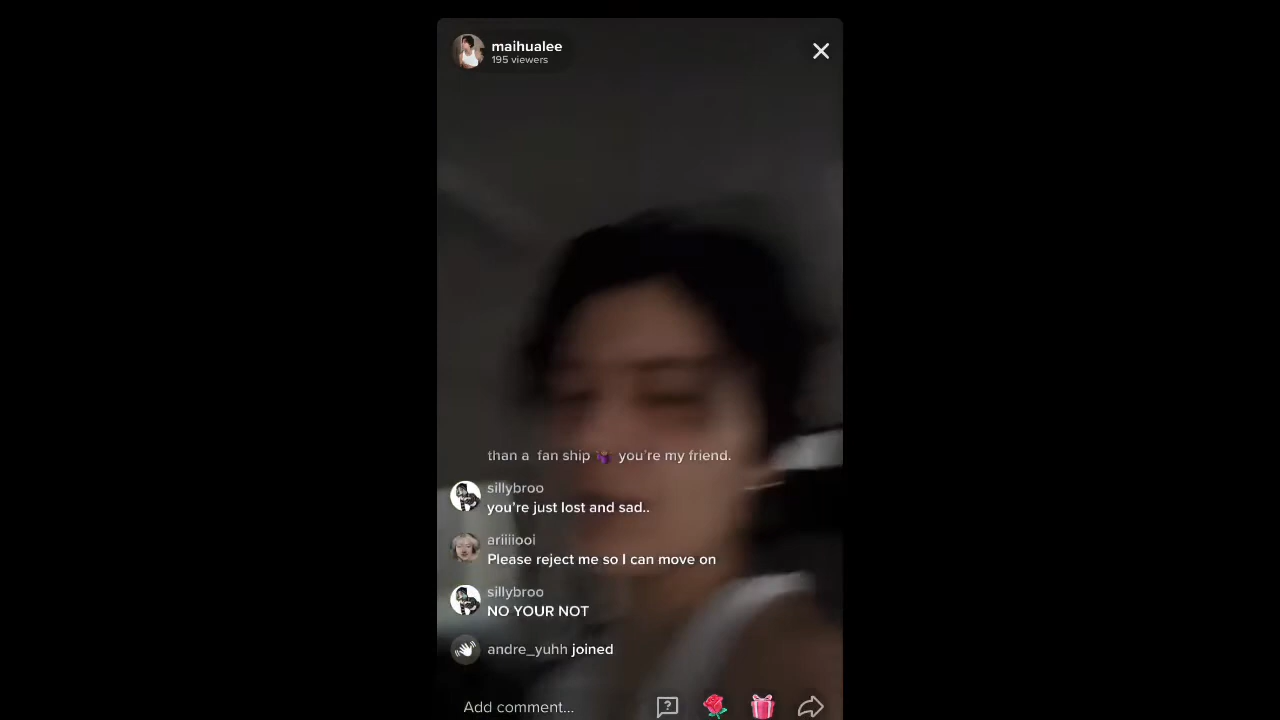 maihualee
195 viewers
than a fan ship you're my friend.
sillybroo
you're just lost and sad..
ariiiiooi
Please reject me so I can move on
sillybroo
NO YOUR NOT
andre_yuhh joined
Add comment...
?